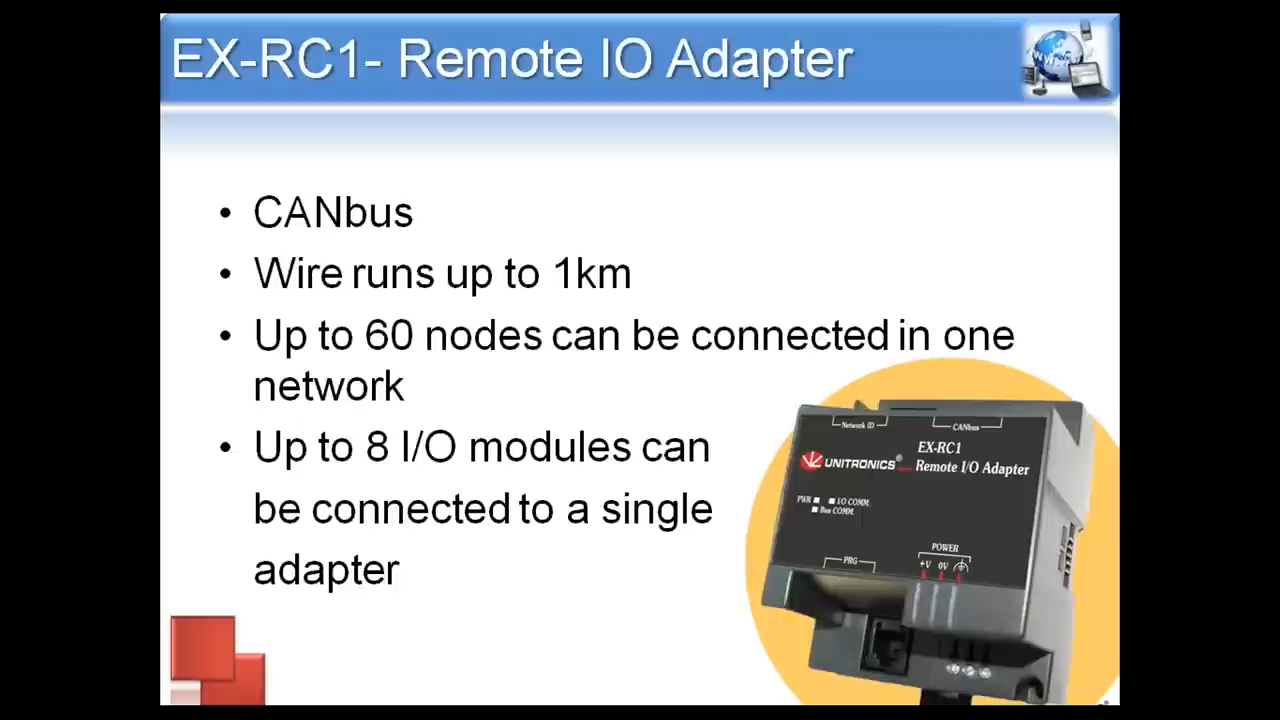 EX-RC1- Remote IO Adapter
• CANbus
• Wire runs up to 1km
• Up to 60 nodes can be connected in one
network
• Up to 8 I/O modules can
be connected to a single
adapter
Network ID
CANbus
EX-RC1
UNITRONICS®
Remote I/O Adapter
PWR
I/O COMM.
Bus COMM.
POWER
+V 0V
PRG